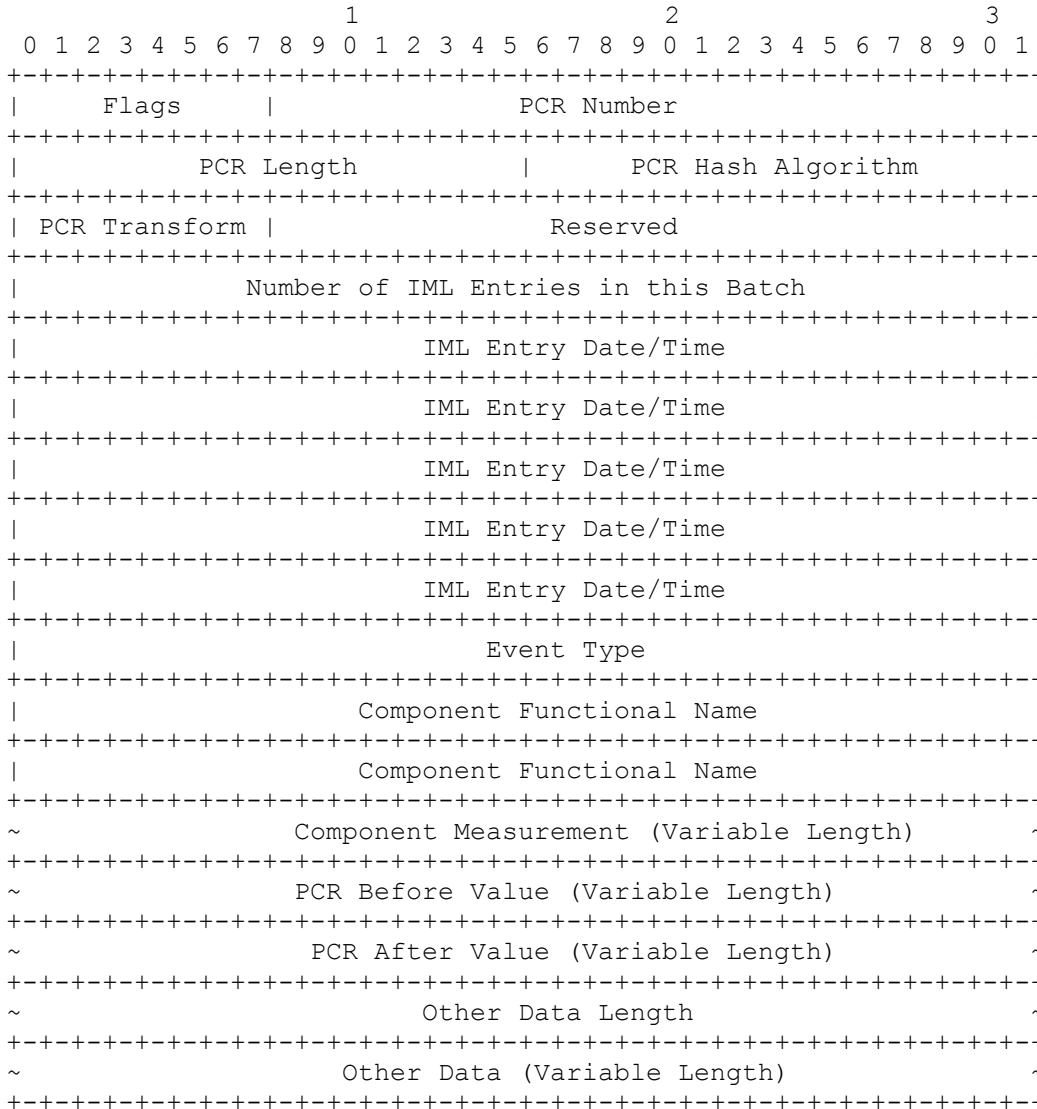 1                   2                   3
 0 1 2 3 4 5 6 7 8 9 0 1 2 3 4 5 6 7 8 9 0 1 2 3 4 5 6 7 8 9 0 1
+-+-+-+-+-+-+-+-+-+-+-+-+-+-+-+-+-+-+-+-+-+-+-+-+-+-+-+-+-+-+-+-+-
|     Flags     |               PCR Number
+-+-+-+-+-+-+-+-+-+-+-+-+-+-+-+-+-+-+-+-+-+-+-+-+-+-+-+-+-+-+-+-+-
|           PCR Length          |      PCR Hash Algorithm
+-+-+-+-+-+-+-+-+-+-+-+-+-+-+-+-+-+-+-+-+-+-+-+-+-+-+-+-+-+-+-+-+-
| PCR Transform |                 Reserved
+-+-+-+-+-+-+-+-+-+-+-+-+-+-+-+-+-+-+-+-+-+-+-+-+-+-+-+-+-+-+-+-+-
|              Number of IML Entries in this Batch
+-+-+-+-+-+-+-+-+-+-+-+-+-+-+-+-+-+-+-+-+-+-+-+-+-+-+-+-+-+-+-+-+-
|                         IML Entry Date/Time
+-+-+-+-+-+-+-+-+-+-+-+-+-+-+-+-+-+-+-+-+-+-+-+-+-+-+-+-+-+-+-+-+-
|                         IML Entry Date/Time
+-+-+-+-+-+-+-+-+-+-+-+-+-+-+-+-+-+-+-+-+-+-+-+-+-+-+-+-+-+-+-+-+-
|                         IML Entry Date/Time
+-+-+-+-+-+-+-+-+-+-+-+-+-+-+-+-+-+-+-+-+-+-+-+-+-+-+-+-+-+-+-+-+-
|                         IML Entry Date/Time
+-+-+-+-+-+-+-+-+-+-+-+-+-+-+-+-+-+-+-+-+-+-+-+-+-+-+-+-+-+-+-+-+-
|                         IML Entry Date/Time
+-+-+-+-+-+-+-+-+-+-+-+-+-+-+-+-+-+-+-+-+-+-+-+-+-+-+-+-+-+-+-+-+-
|                             Event Type
+-+-+-+-+-+-+-+-+-+-+-+-+-+-+-+-+-+-+-+-+-+-+-+-+-+-+-+-+-+-+-+-+-
|                     Component Functional Name
+-+-+-+-+-+-+-+-+-+-+-+-+-+-+-+-+-+-+-+-+-+-+-+-+-+-+-+-+-+-+-+-+-
|                     Component Functional Name
+-+-+-+-+-+-+-+-+-+-+-+-+-+-+-+-+-+-+-+-+-+-+-+-+-+-+-+-+-+-+-+-+-
~                 Component Measurement (Variable Length)       ~
+-+-+-+-+-+-+-+-+-+-+-+-+-+-+-+-+-+-+-+-+-+-+-+-+-+-+-+-+-+-+-+-+-
~                 PCR Before Value (Variable Length)            ~
+-+-+-+-+-+-+-+-+-+-+-+-+-+-+-+-+-+-+-+-+-+-+-+-+-+-+-+-+-+-+-+-+-
~                  PCR After Value (Variable Length)            ~
+-+-+-+-+-+-+-+-+-+-+-+-+-+-+-+-+-+-+-+-+-+-+-+-+-+-+-+-+-+-+-+-+-
~                         Other Data Length                     ~
+-+-+-+-+-+-+-+-+-+-+-+-+-+-+-+-+-+-+-+-+-+-+-+-+-+-+-+-+-+-+-+-+-
~                    Other Data (Variable Length)               ~
+-+-+-+-+-+-+-+-+-+-+-+-+-+-+-+-+-+-+-+-+-+-+-+-+-+-+-+-+-+-+-+-+-